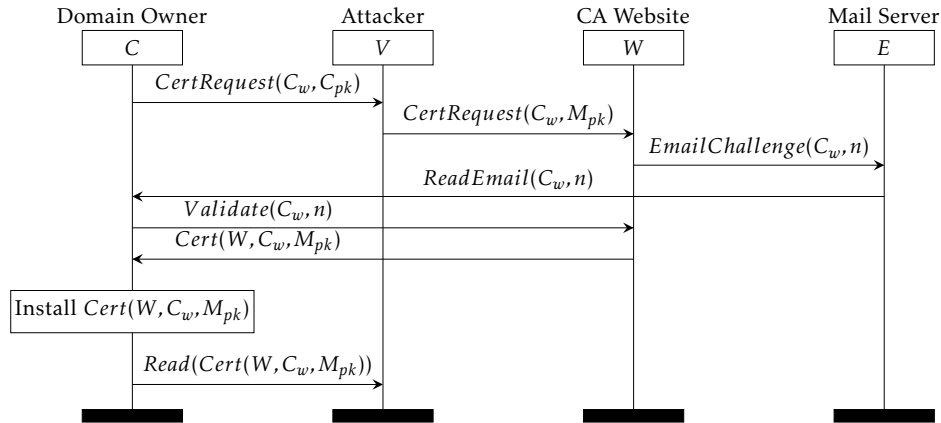 Domain Owner Attacker CA Website Mail Server
C V W E
CertRequest(C_w, C_pk)
CertRequest(C_w, M_pk)
EmailChallenge(C_w, n)
ReadEmail(C_w, n)
Validate(C_w, n)
Cert(W, C_w, M_pk)
Install Cert(W, C_w, M_pk)
Read(Cert(W, C_w, M_pk))